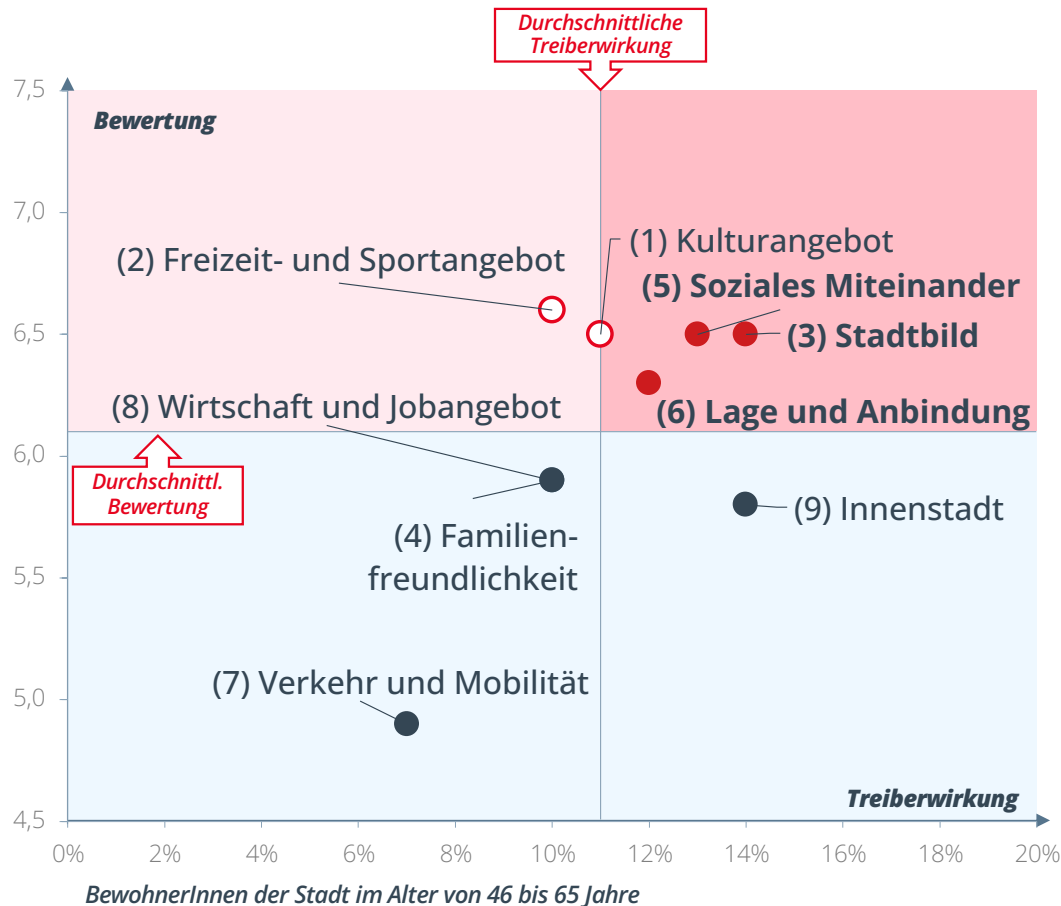 Durchschnittliche
Treiberwirkung
7,5
Bewertung
7,0
(1) Kulturangebot
(2) Freizeit- und Sportangebot
(5) Soziales Miteinander
6,5
(3) Stadtbild
(8) Wirtschaft und Jobangebot
(6) Lage und Anbindung
6,0
Durchschnittl.
Bewertung
(9) Innenstadt
(4) Familien-
freundlichkeit
5,5
(7) Verkehr und Mobilität
5,0
Treiberwirkung
4,5
0% 2% 4% 6% 8% 10% 12% 14% 16% 18% 20%
BewohnerInnen der Stadt im Alter von 46 bis 65 Jahre